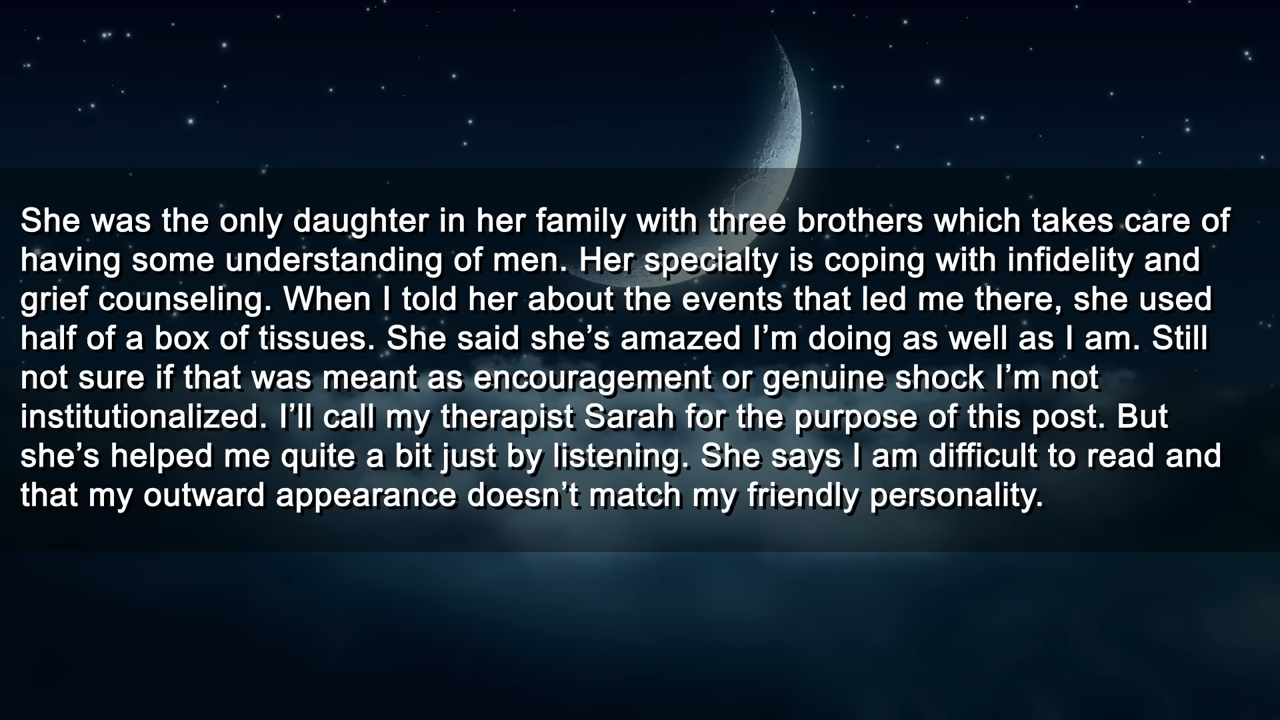 She was the only daughter in her family with three brothers which takes care of
having some understanding of men. Her specialty is coping with infidelity and
grief counseling. When I told her about the events that led me there, she used
half of a box of tissues. She said she’s amazed I’m doing as well as I am. Still
not sure if that was meant as encouragement or genuine shock I’m not
institutionalized. I’ll call my therapist Sarah for the purpose of this post. But
she’s helped me quite a bit just by listening. She says I am difficult to read and
that my outward appearance doesn’t match my friendly personality.